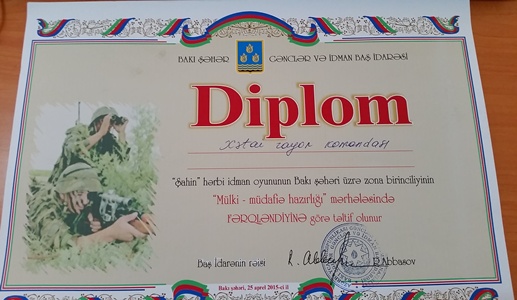 BAKI ŞƏHƏR GƏNCLƏR VƏ İDMAN BAŞ İDARƏSİ
Diplom
Xətai rayon komandası
"Şahin" hərbi idman oyununun Bakı şəhəri üzrə zona birinciliyinin
"Mülki - müdafiə hazırlığı" mərhələsində
FƏRQLƏNDİYİNƏ görə təltif olunur
Baş İdarənin rəisi R.Abbasov
Bakı şəhəri, 25 aprel 2015-ci il